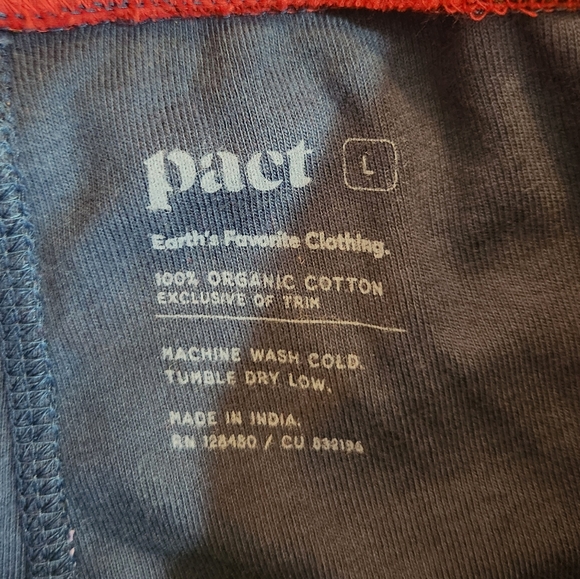 pact L
Earth's Favorite Clothing.
100% ORGANIC COTTON
EXCLUSIVE OF TRIM
MACHINE WASH COLD.
TUMBLE DRY LOW.
MADE IN INDIA.
RN 128480 / CU